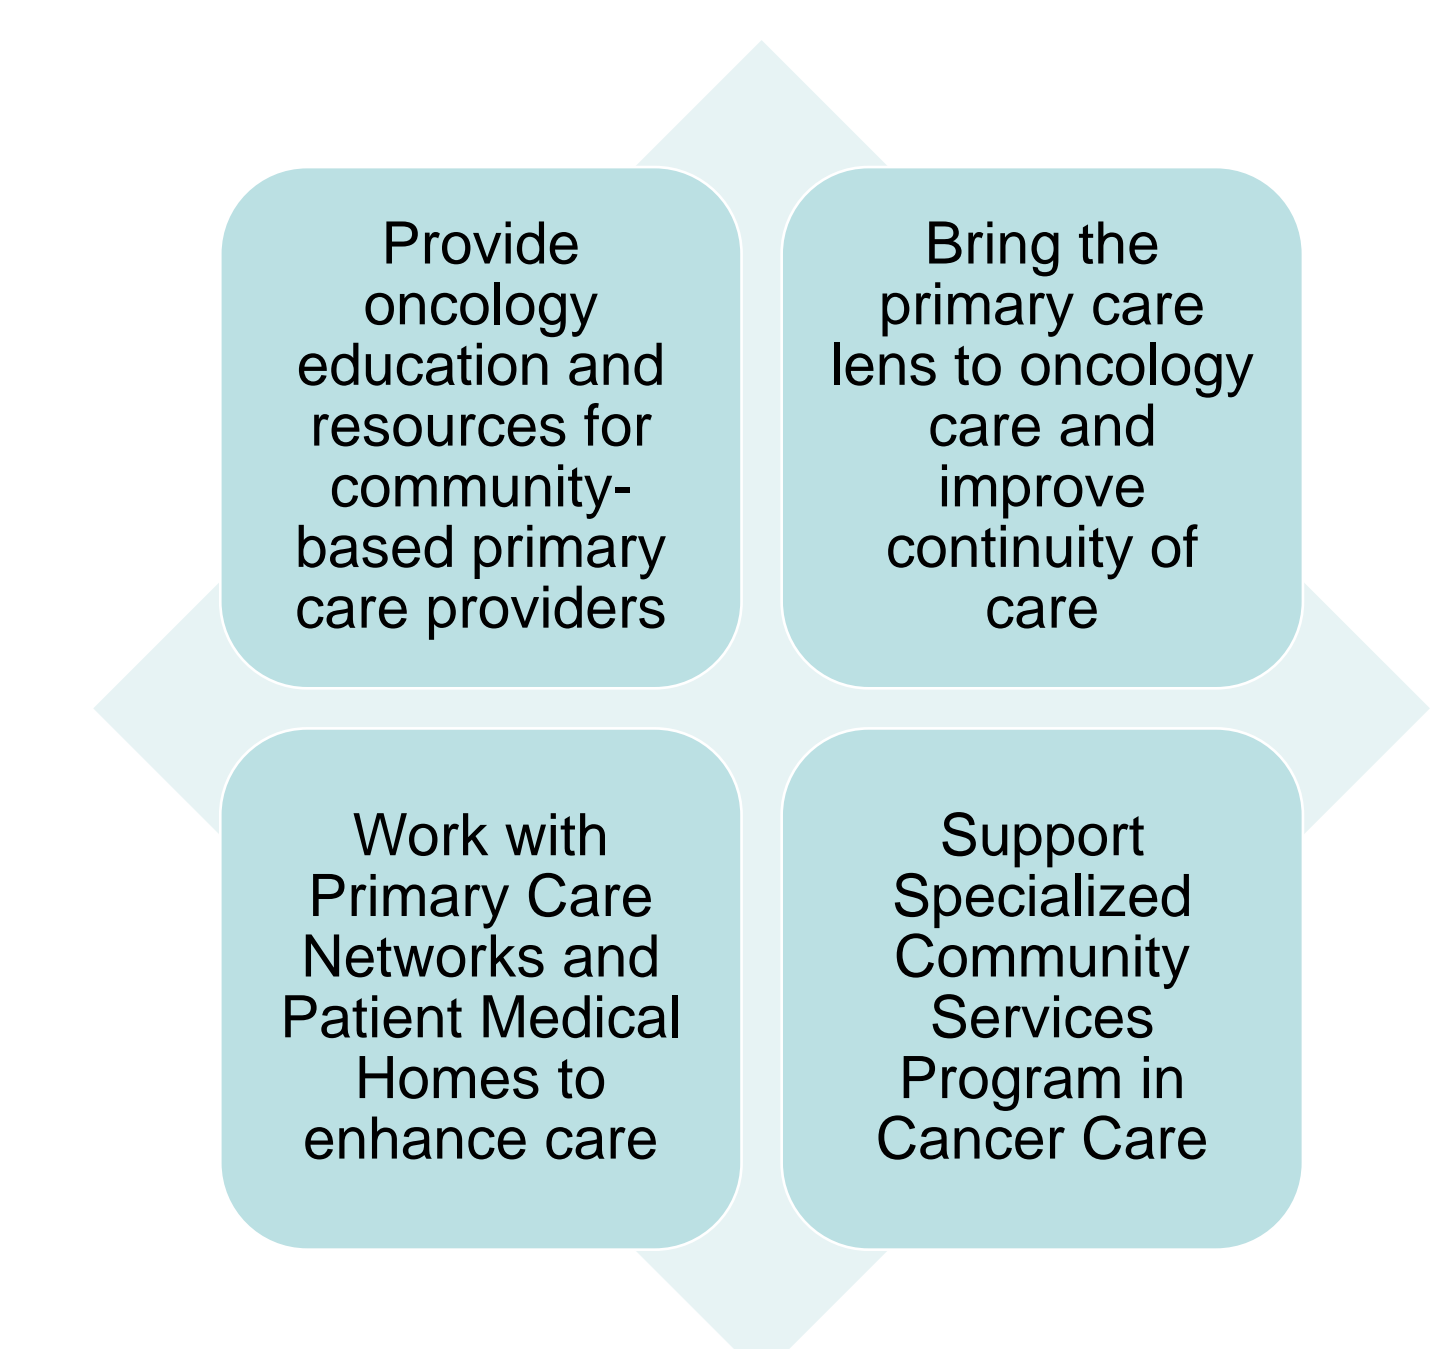 Provide
oncology
education and
resources for
community-
based primary
care providers
Bring the
primary care
lens to oncology
care and
improve
continuity of
care
Work with
Primary Care
Networks and
Patient Medical
Homes to
enhance care
Support
Specialized
Community
Services
Program in
Cancer Care